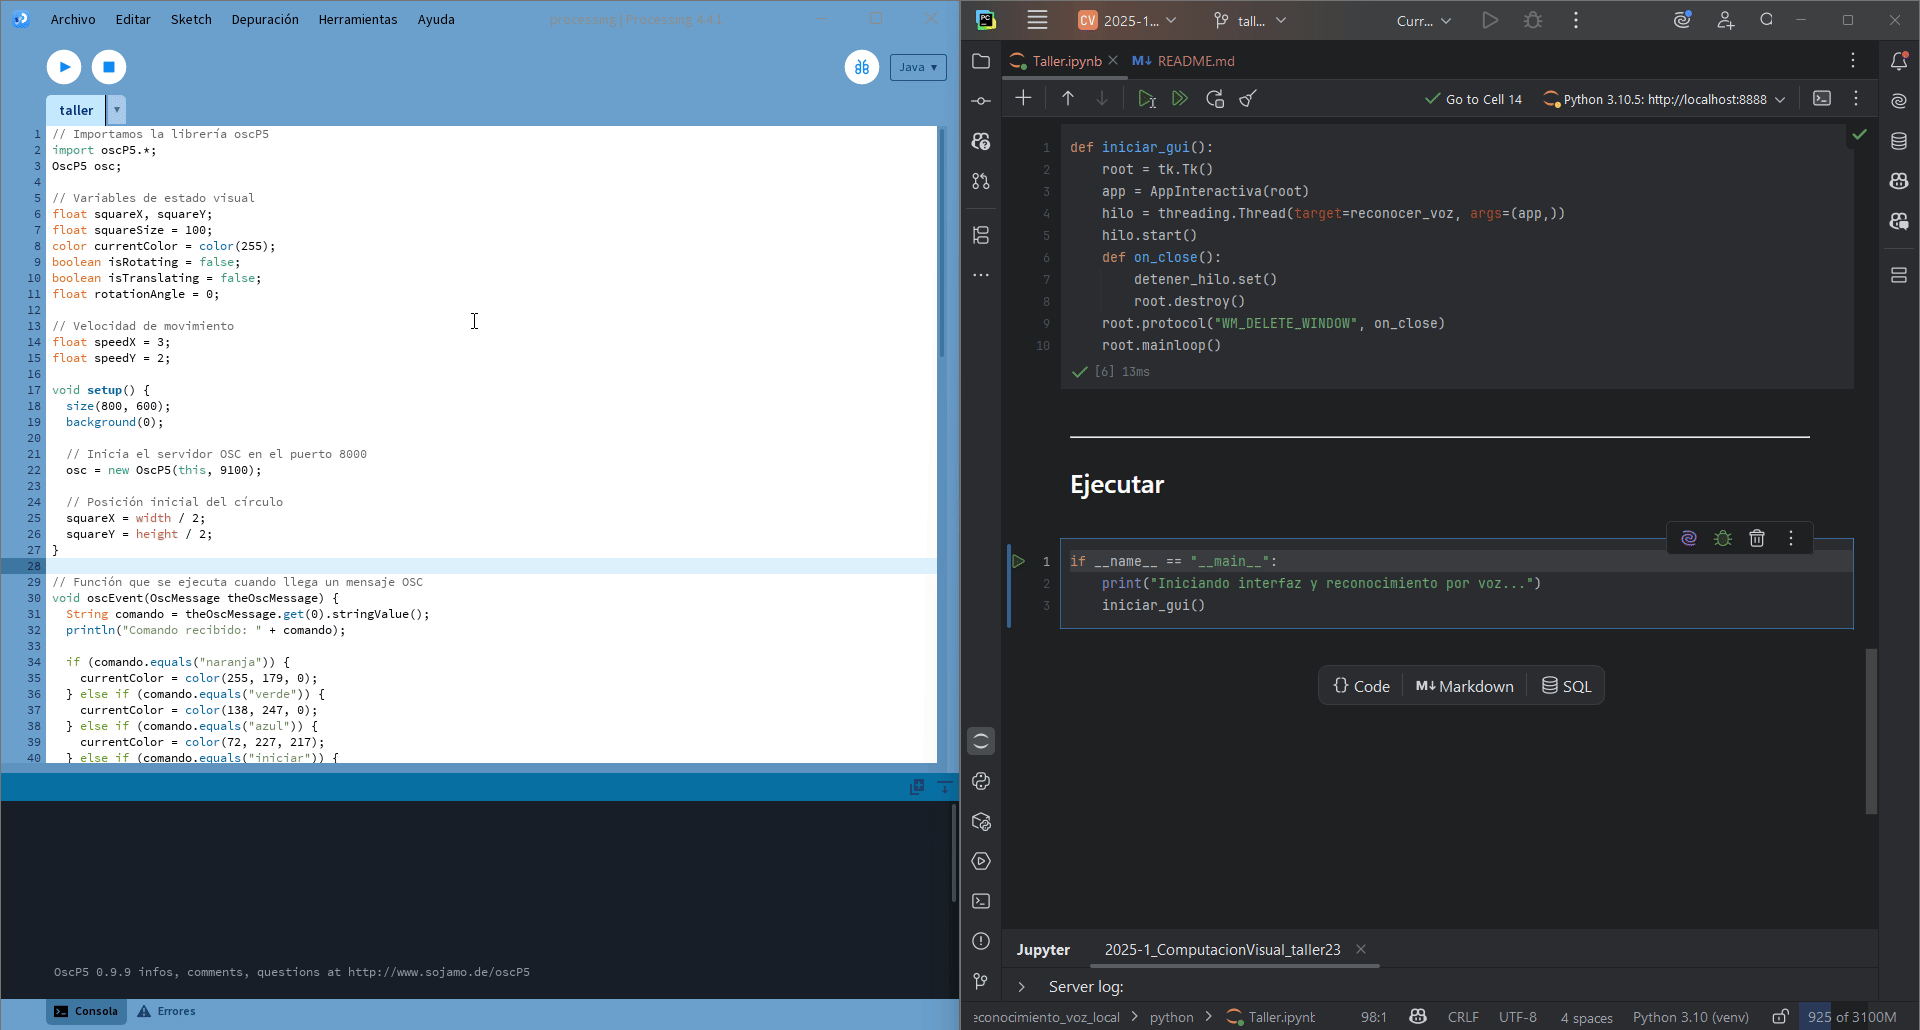 Archivo Editar Sketch Depuración Herramientas Ayuda
processing | Processing 4.4.1
Java
taller
1 // Importamos la librería oscP5
2 import oscP5.*;
3 OscP5 osc;
4
5 // Variables de estado visual
6 float squareX, squareY;
7 float squareSize = 100;
8 color currentColor = color(255);
9 boolean isRotating = false;
10 boolean isTranslating = false;
11 float rotationAngle = 0;
12
13 // Velocidad de movimiento
14 float speedX = 3;
15 float speedY = 2;
16
17 void setup() {
18 size(800, 600);
19 background(0);
20
21 // Inicia el servidor OSC en el puerto 8000
22 osc = new OscP5(this, 9100);
23
24 // Posición inicial del círculo
25 squareX = width / 2;
26 squareY = height / 2;
27 }
28
29 // Función que se ejecuta cuando llega un mensaje OSC
30 void oscEvent(OscMessage theOscMessage) {
31 String comando = theOscMessage.get(0).stringValue();
32 println("Comando recibido: " + comando);
33
34 if (comando.equals("naranja")) {
35 currentColor = color(255, 179, 0);
36 } else if (comando.equals("verde")) {
37 currentColor = color(138, 247, 0);
38 } else if (comando.equals("azul")) {
39 currentColor = color(72, 227, 217);
40 } else if (comando.equals("iniciar")) {
OscP5 0.9.9 infos, comments, questions at http://www.sojamo.de/oscP5
Consola Errores
PC CV 2025-1... tall... Curr...
Taller.ipynb M↓ README.md
Go to Cell 14 Python 3.10.5: http://localhost:8888
1 def iniciar_gui():
2 root = tk.Tk()
3 app = AppInteractiva(root)
4 hilo = threading.Thread(target=reconocer_voz, args=(app,))
5 hilo.start()
6 def on_close():
7 detener_hilo.set()
8 root.destroy()
9 root.protocol("WM_DELETE_WINDOW", on_close)
10 root.mainloop()
[6] 13ms
Ejecutar
1 if __name__ == "__main__":
2 print("Iniciando interfaz y reconocimiento por voz...")
3 iniciar_gui()
{} Code M↓ Markdown SQL
Jupyter 2025-1_ComputacionVisual_taller23
Server log:
econocimiento_voz_local > python > Taller.ipynb 98:1 CRLF UTF-8 4 spaces Python 3.10 (venv) 925 of 3100M